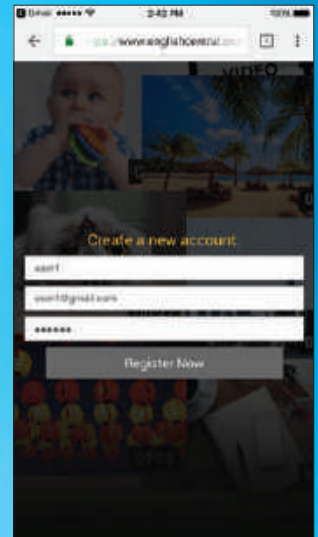 2:42 PM
www.englishcentral
VIDEO
Create a new account
user1
user1@gmail.com
••••••
Register Now